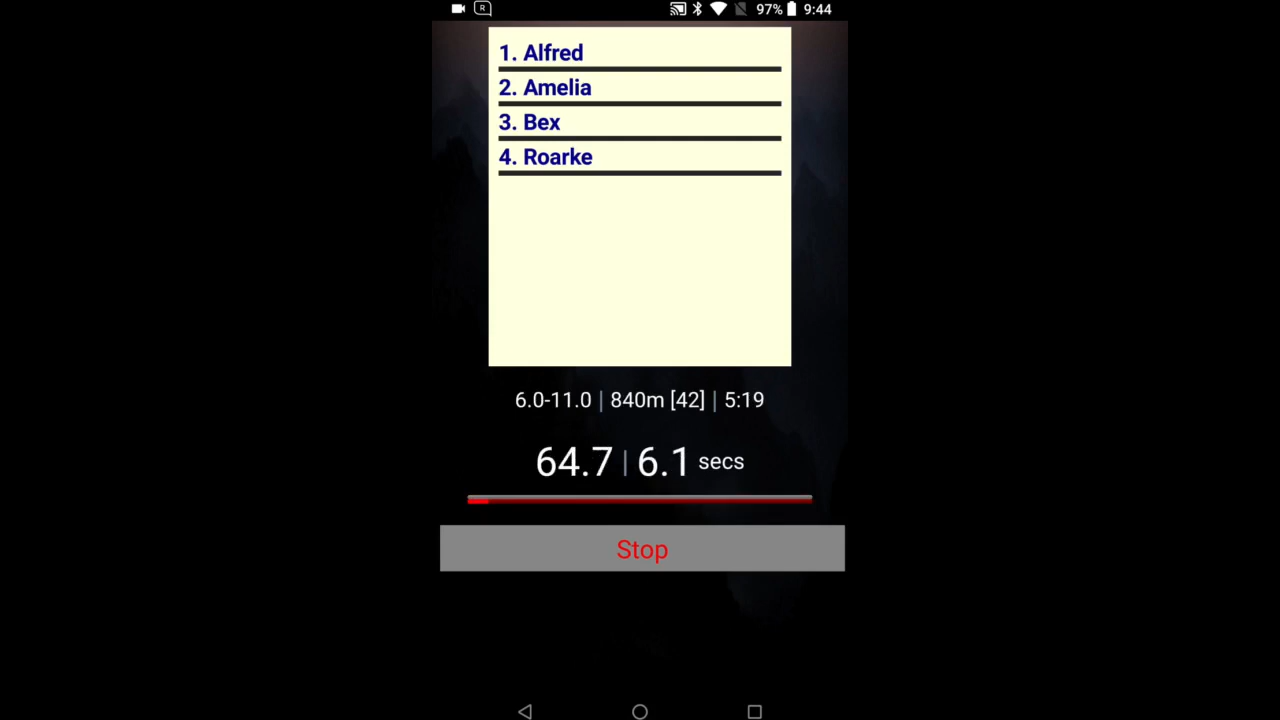 R 97% 9:44
1. Alfred
2. Amelia
3. Bex
4. Roarke
6.0-11.0 | 840m [42] | 5:19
64.7 | 6.1 secs
Stop